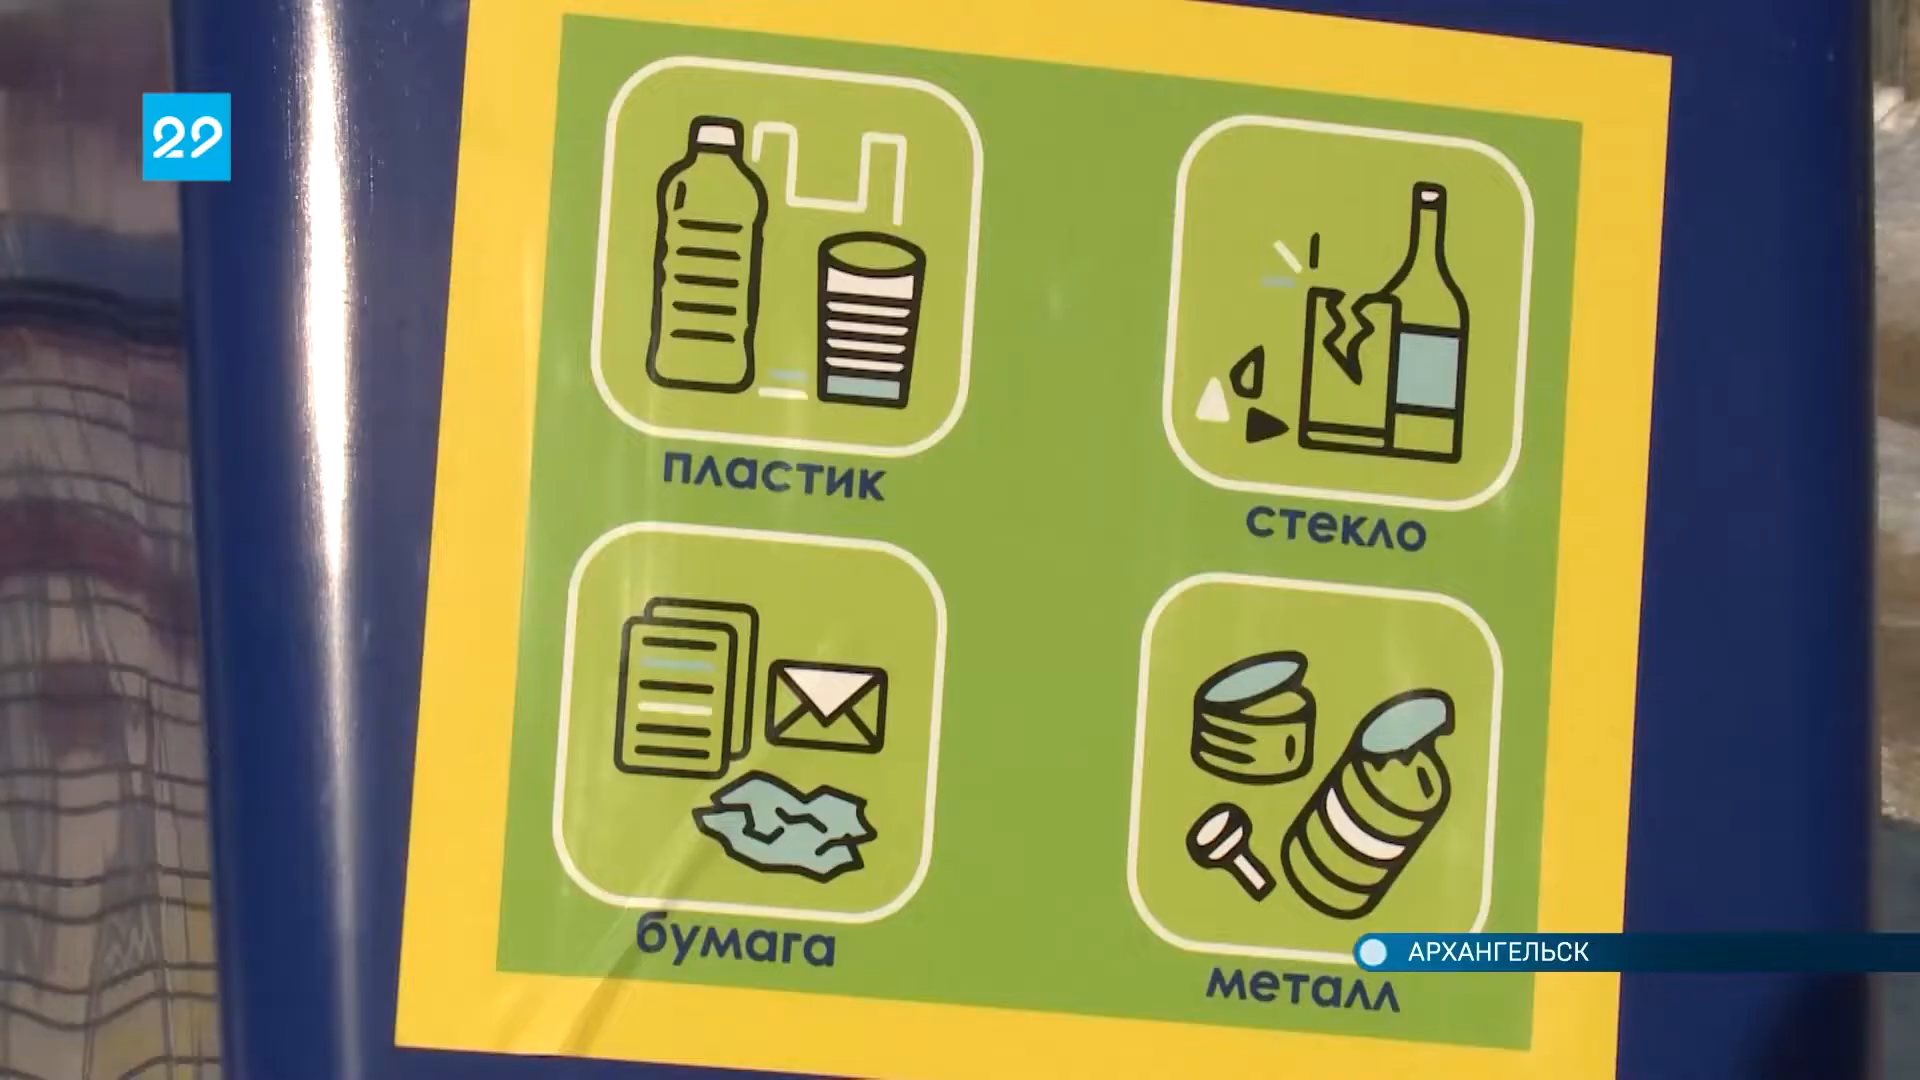 29
пластик
стекло
бумага
металл
АРХАНГЕЛЬСК